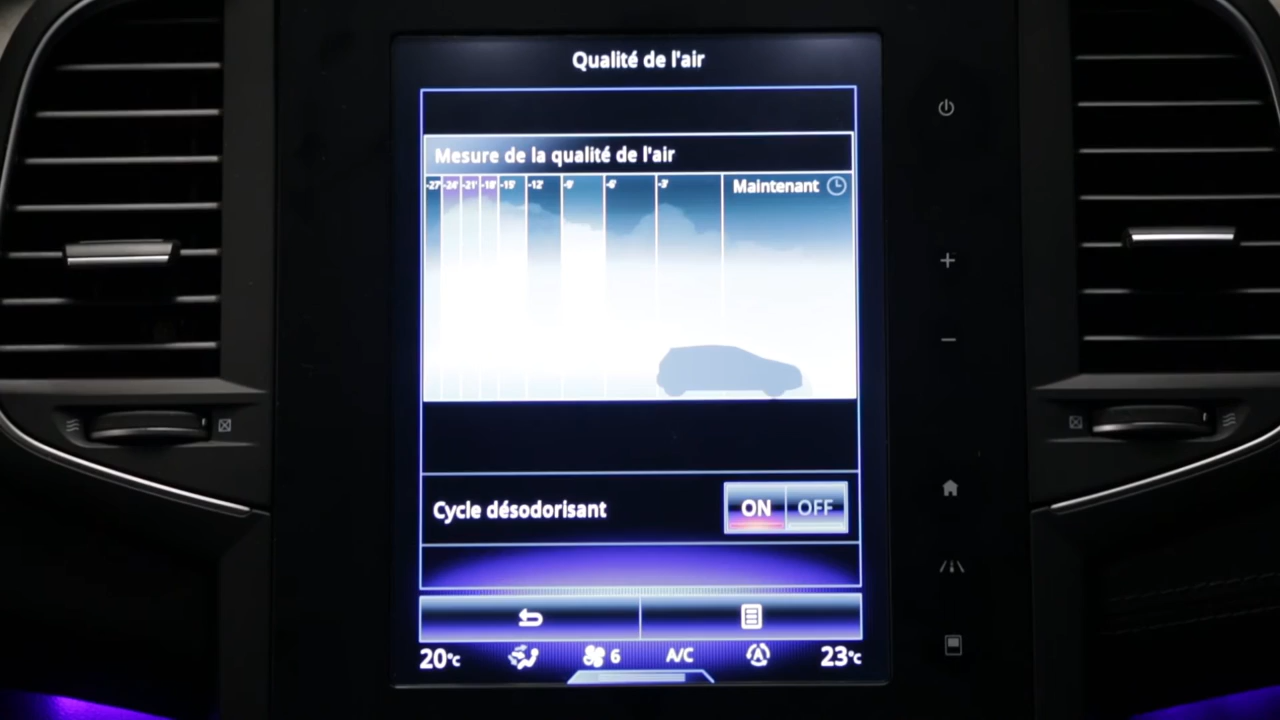 Qualité de l'air
Mesure de la qualité de l'air
-27' -24' -21' -18' -15' -12' -9' -6' -3' Maintenant
Cycle désodorisant ON OFF
20°C 6 A/C 23°C